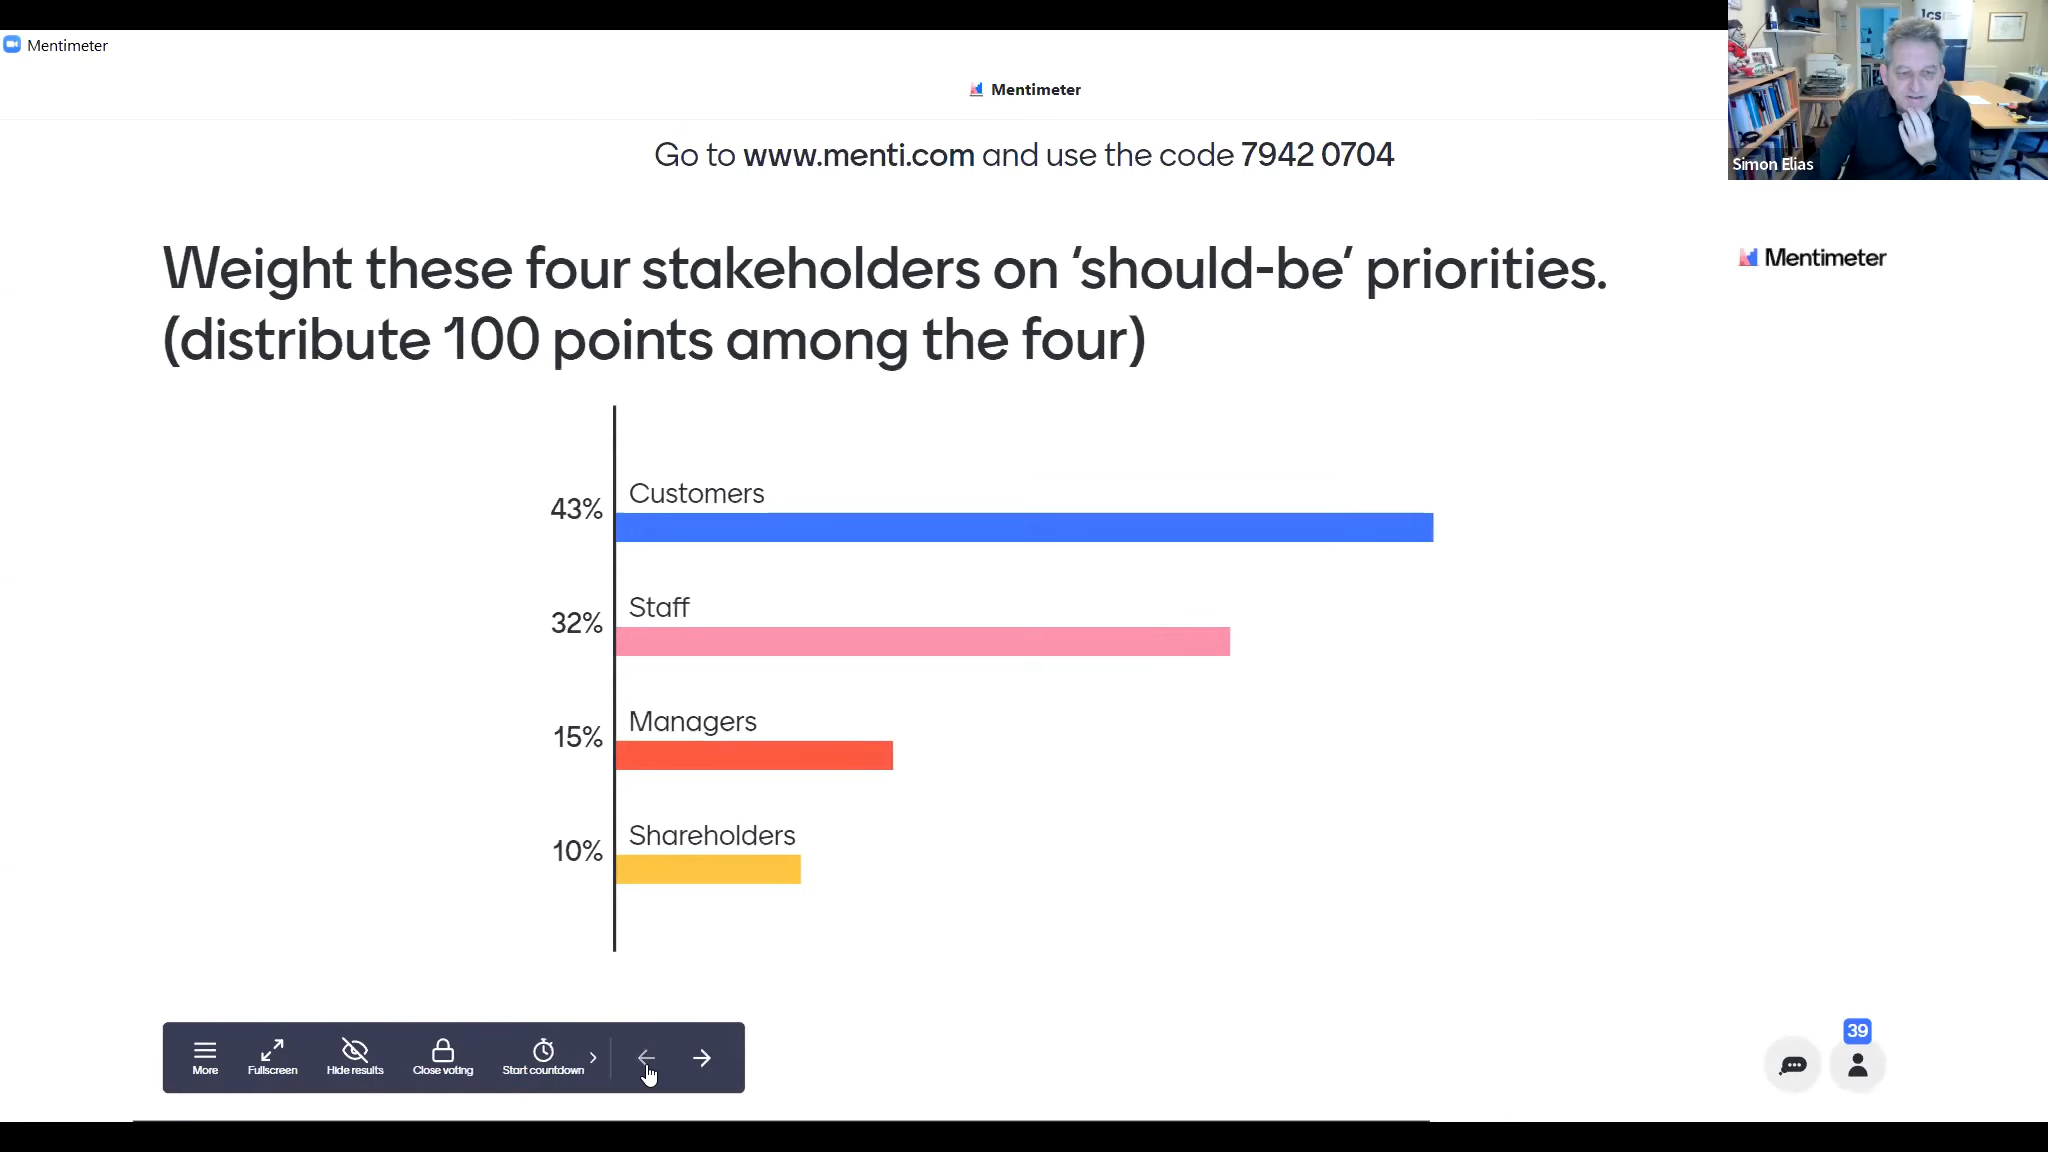 Mentimeter
Mentimeter
Go to www.menti.com and use the code 7942 0704
lcs
Simon Elias
Weight these four stakeholders on ‘should-be’ priorities.
(distribute 100 points among the four)
Mentimeter
Customers
43%
Staff
32%
Managers
15%
Shareholders
10%
More
Fullscreen
Hide results
Close voting
Start countdown
39